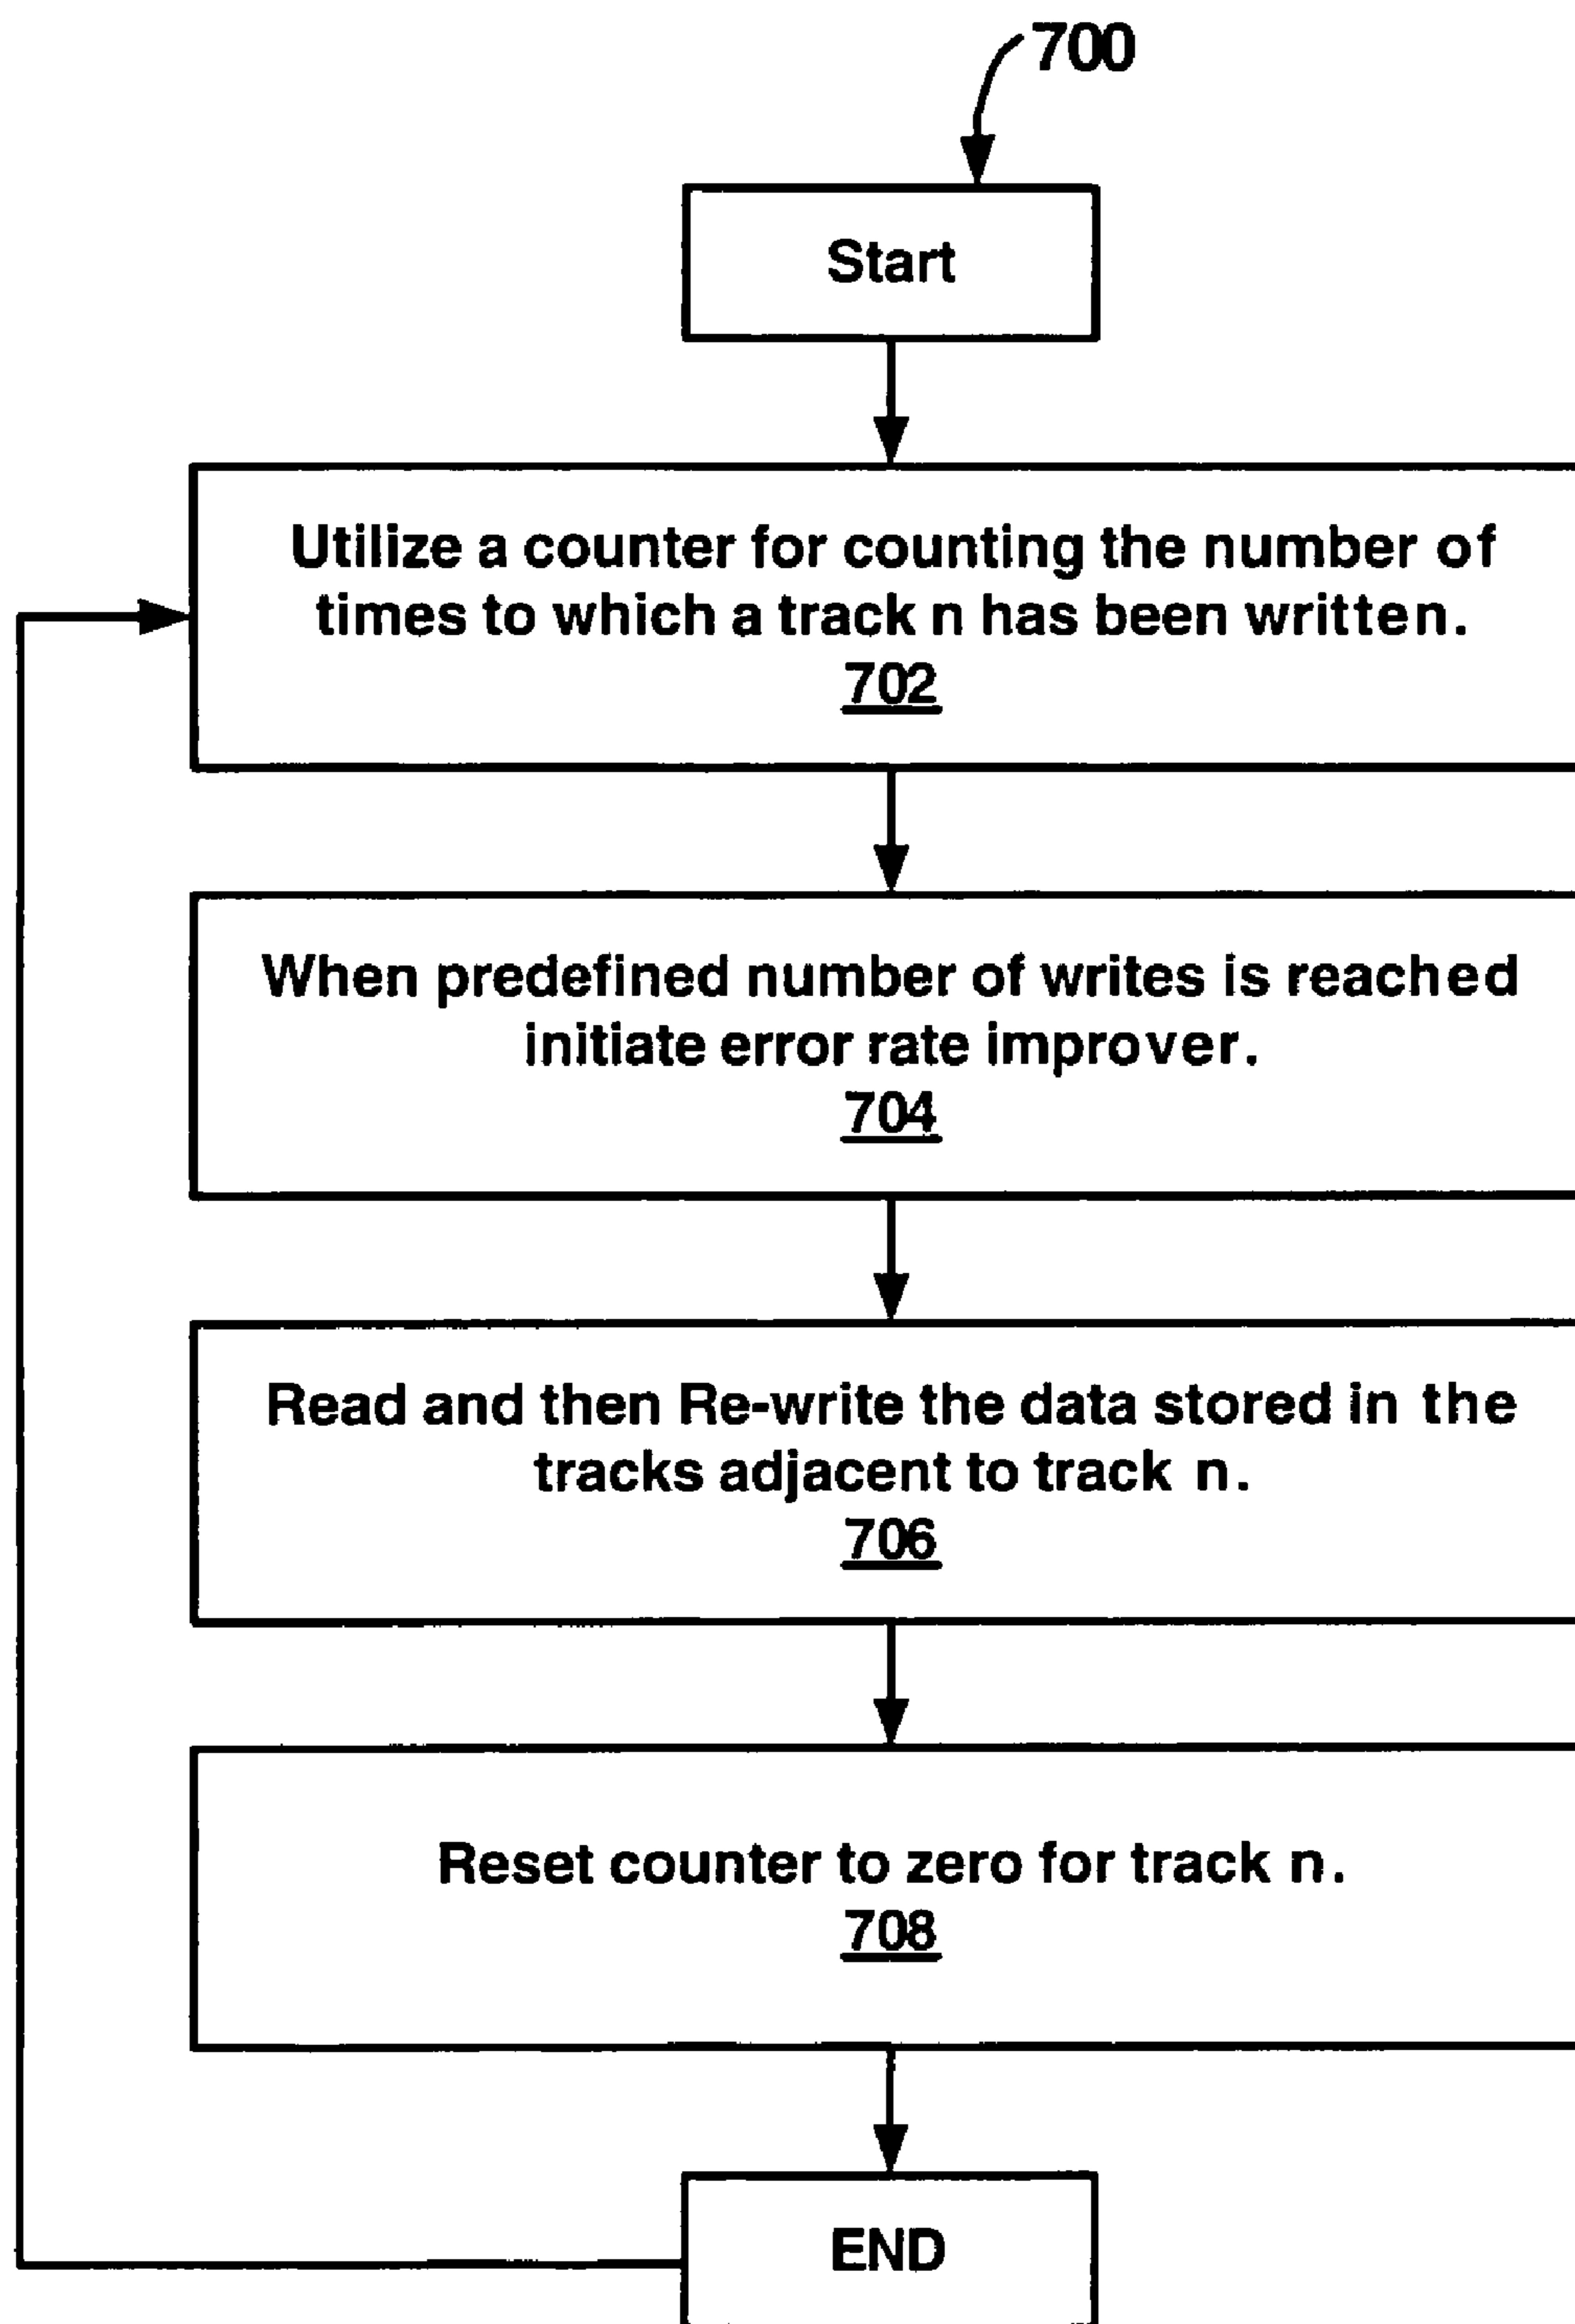 700
Start
Utilize a counter for counting the number of
times to which a track n has been written.
702
When predefined number of writes is reached
initiate error rate improver.
704
Read and then Re-write the data stored in the
tracks adjacent to track n.
706
Reset counter to zero for track n.
708
END